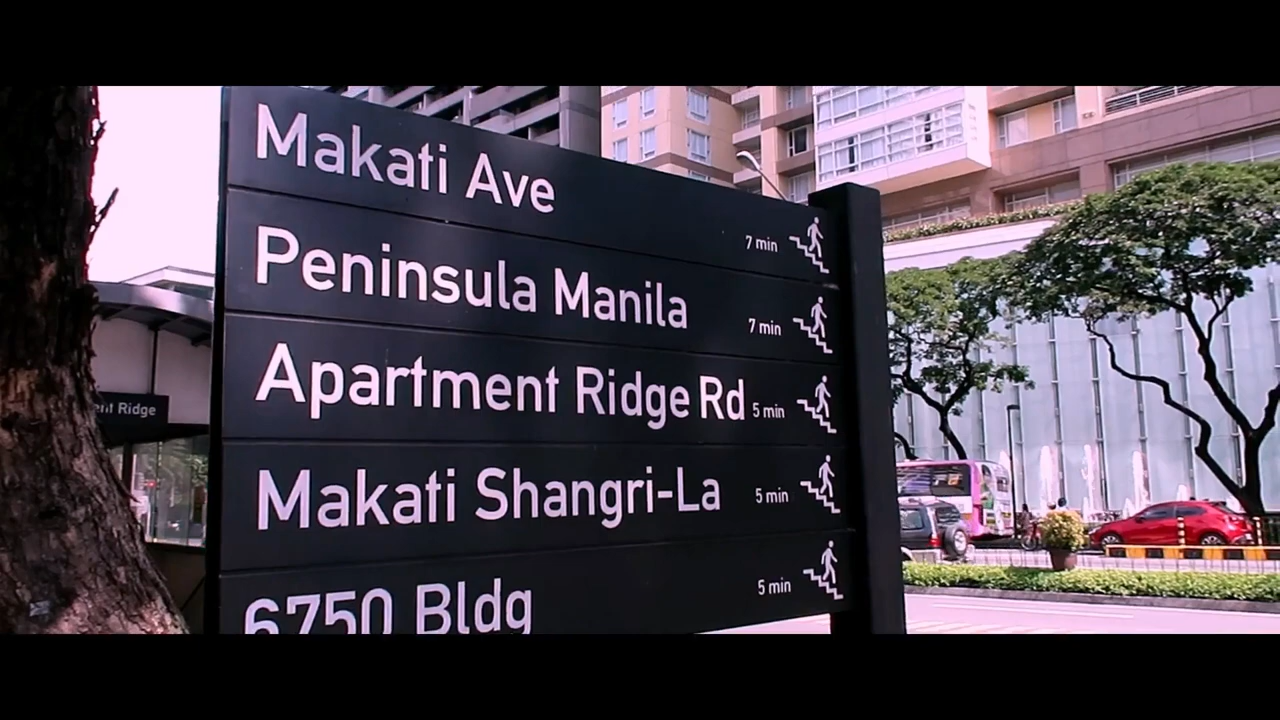 Makati Ave 7 min
Peninsula Manila 7 min
Apartment Ridge Rd 5 min
Makati Shangri-La 5 min
6750 Bldg 5 min
Ridge